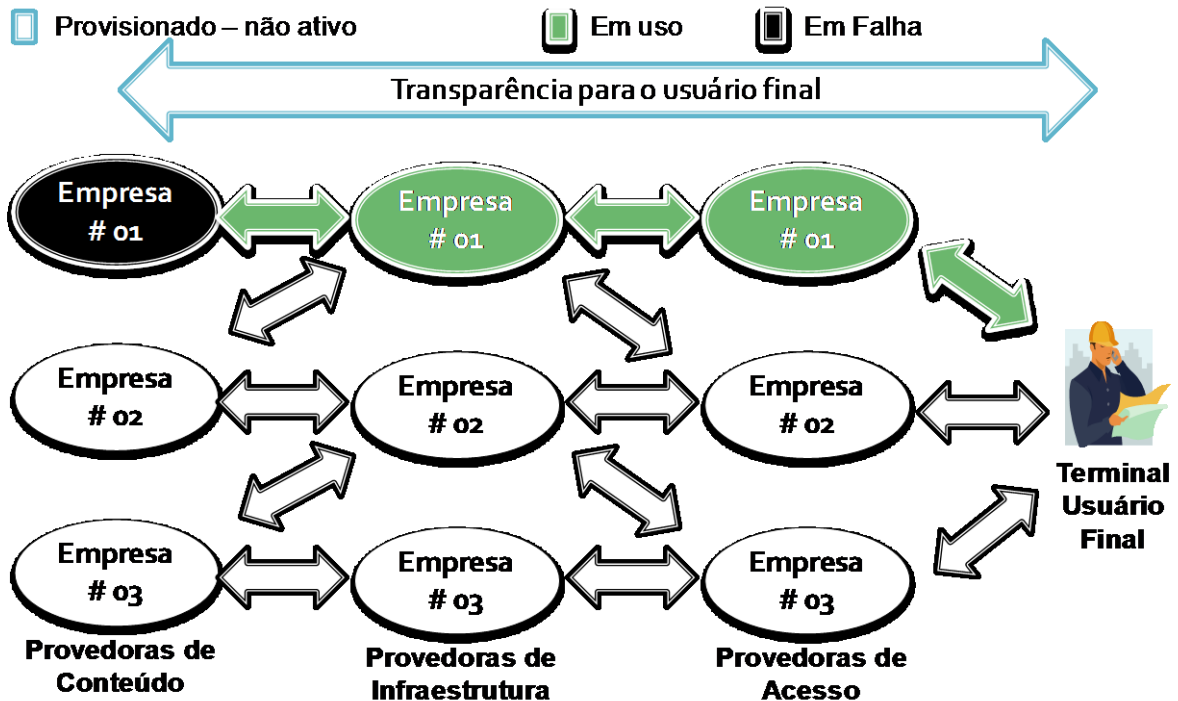 Provisionado – não ativo
Em uso
Em Falha
Transparência para o usuário final
Empresa
# 01
Empresa
# 01
Empresa
# 01
Empresa
# 02
Empresa
# 02
Empresa
# 02
Terminal
Usuário
Final
Empresa
# 03
Empresa
# 03
Empresa
# 03
Provedoras de
Conteúdo
Provedoras de
Infraestrutura
Provedoras de
Acesso